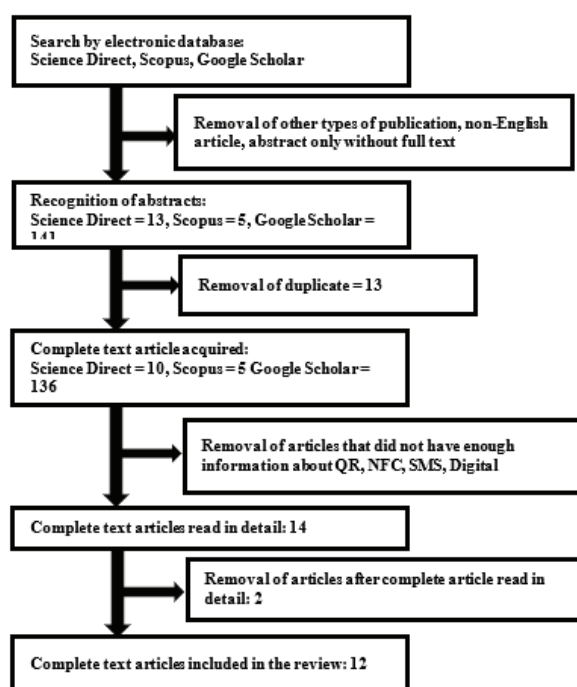 Search by electronic database:
Science Direct, Scopus, Google Scholar
Removal of other types of publication, non-English
article, abstract only without full text
Recognition of abstracts:
Science Direct = 13, Scopus = 5, Google Scholar =
141
Removal of duplicate = 13
Complete text article acquired:
Science Direct = 10, Scopus = 5 Google Scholar =
136
Removal of articles that did not have enough
information about QR, NFC, SMS, Digital
Complete text articles read in detail: 14
Removal of articles after complete article read in
detail: 2
Complete text articles included in the review: 12